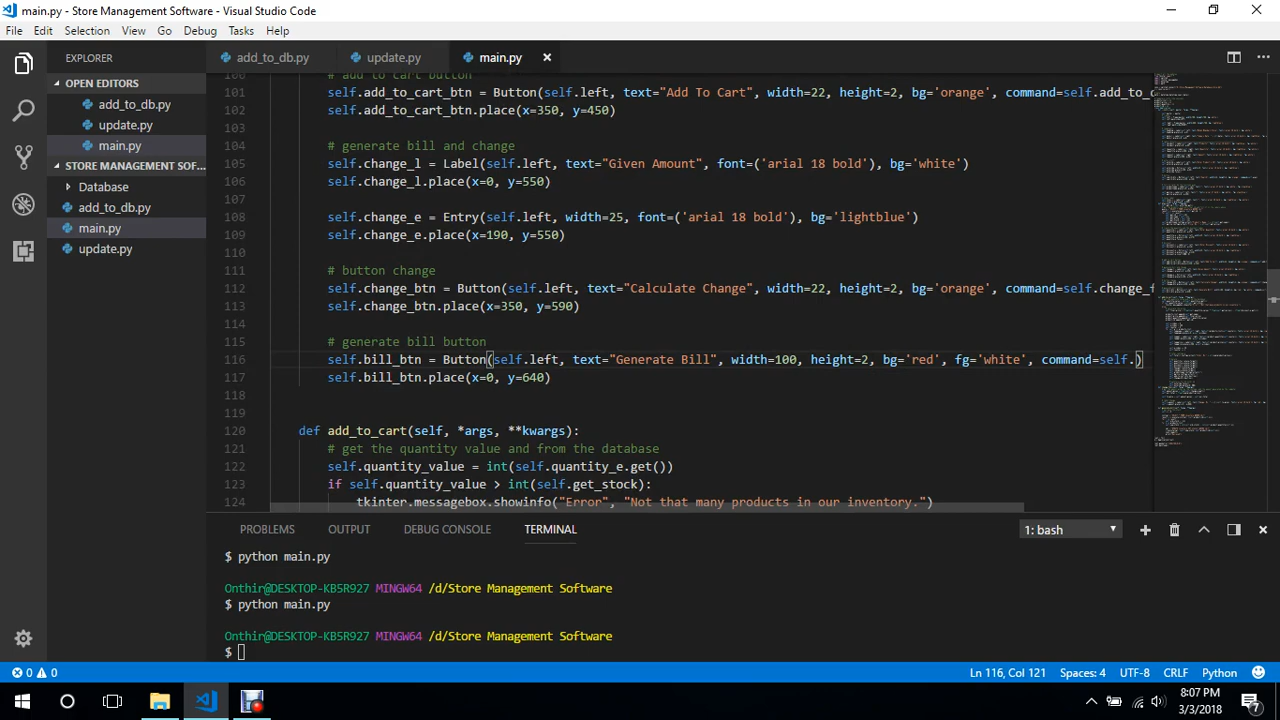 main.py - Store Management Software - Visual Studio Code
File Edit Selection View Go Debug Tasks Help
EXPLORER
OPEN EDITORS
add_to_db.py
update.py
main.py
STORE MANAGEMENT SOF...
Database
add_to_db.py
main.py
update.py
add_to_db.py update.py main.py
100 # add to cart button
101 self.add_to_cart_btn = Button(self.left, text="Add To Cart", width=22, height=2, bg='orange', command=self.add_to_c
102 self.add_to_cart_btn.place(x=350, y=450)
103
104 # generate bill and change
105 self.change_l = Label(self.left, text="Given Amount", font=('arial 18 bold'), bg='white')
106 self.change_l.place(x=0, y=550)
107
108 self.change_e = Entry(self.left, width=25, font=('arial 18 bold'), bg='lightblue')
109 self.change_e.place(x=190, y=550)
110
111 # button change
112 self.change_btn = Button(self.left, text="Calculate Change", width=22, height=2, bg='orange', command=self.change_f
113 self.change_btn.place(x=350, y=590)
114
115 # generate bill button
116 self.bill_btn = Button(self.left, text="Generate Bill", width=100, height=2, bg='red', fg='white', command=self.)
117 self.bill_btn.place(x=0, y=640)
118
119
120 def add_to_cart(self, *args, **kwargs):
121 # get the quantity value and from the database
122 self.quantity_value = int(self.quantity_e.get())
123 if self.quantity_value > int(self.get_stock):
124 tkinter.messagebox.showinfo("Error", "Not that many products in our inventory.")
PROBLEMS OUTPUT DEBUG CONSOLE TERMINAL 1: bash
$ python main.py
Onthir@DESKTOP-KB5R927 MINGW64 /d/Store Management Software
$ python main.py
Onthir@DESKTOP-KB5R927 MINGW64 /d/Store Management Software
$
0 0 Ln 116, Col 121 Spaces: 4 UTF-8 CRLF Python
8:07 PM
3/3/2018
7